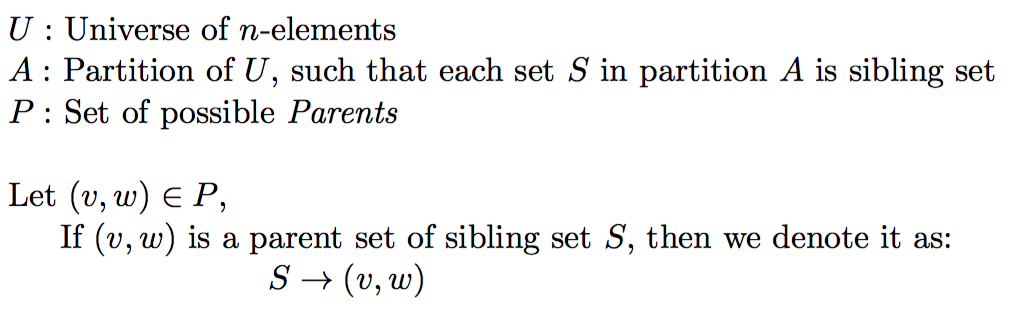 U : Universe of n-elements
A : Partition of U, such that each set S in partition A is sibling set
P : Set of possible Parents
Let (v, w) ∈ P,
If (v, w) is a parent set of sibling set S, then we denote it as:
S → (v, w)